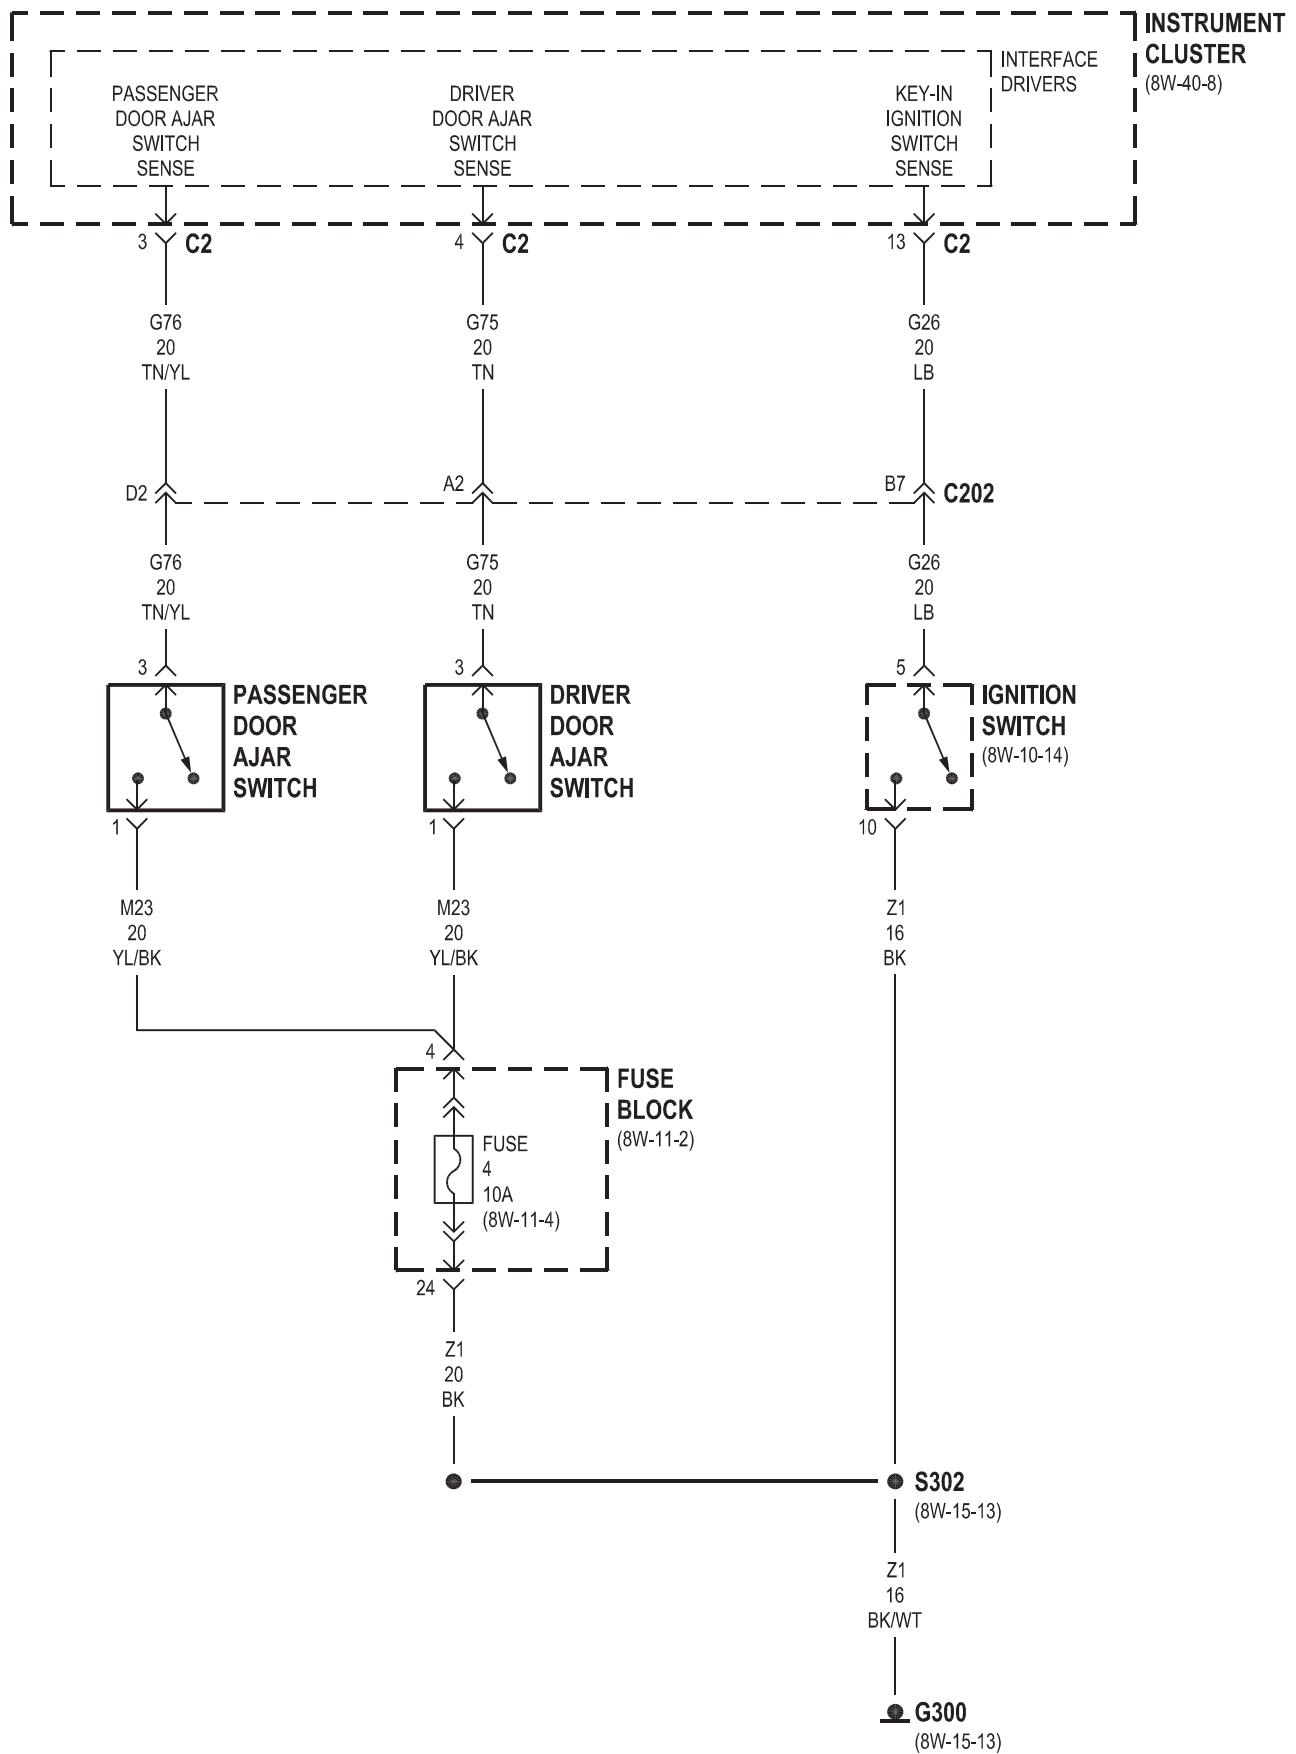 INSTRUMENT
CLUSTER
(8W-40-8)
INTERFACE
DRIVERS
PASSENGER
DOOR AJAR
SWITCH
SENSE
DRIVER
DOOR AJAR
SWITCH
SENSE
KEY-IN
IGNITION
SWITCH
SENSE
3 C2
4 C2
13 C2
G76
20
TN/YL
G75
20
TN
G26
20
LB
D2
A2
B7 C202
G76
20
TN/YL
G75
20
TN
G26
20
LB
3
3
5
PASSENGER
DOOR
AJAR
SWITCH
DRIVER
DOOR
AJAR
SWITCH
IGNITION
SWITCH
(8W-10-14)
1
1
10
M23
20
YL/BK
M23
20
YL/BK
Z1
16
BK
4
FUSE
BLOCK
(8W-11-2)
FUSE
4
10A
(8W-11-4)
24
Z1
20
BK
S302
(8W-15-13)
Z1
16
BK/WT
G300
(8W-15-13)